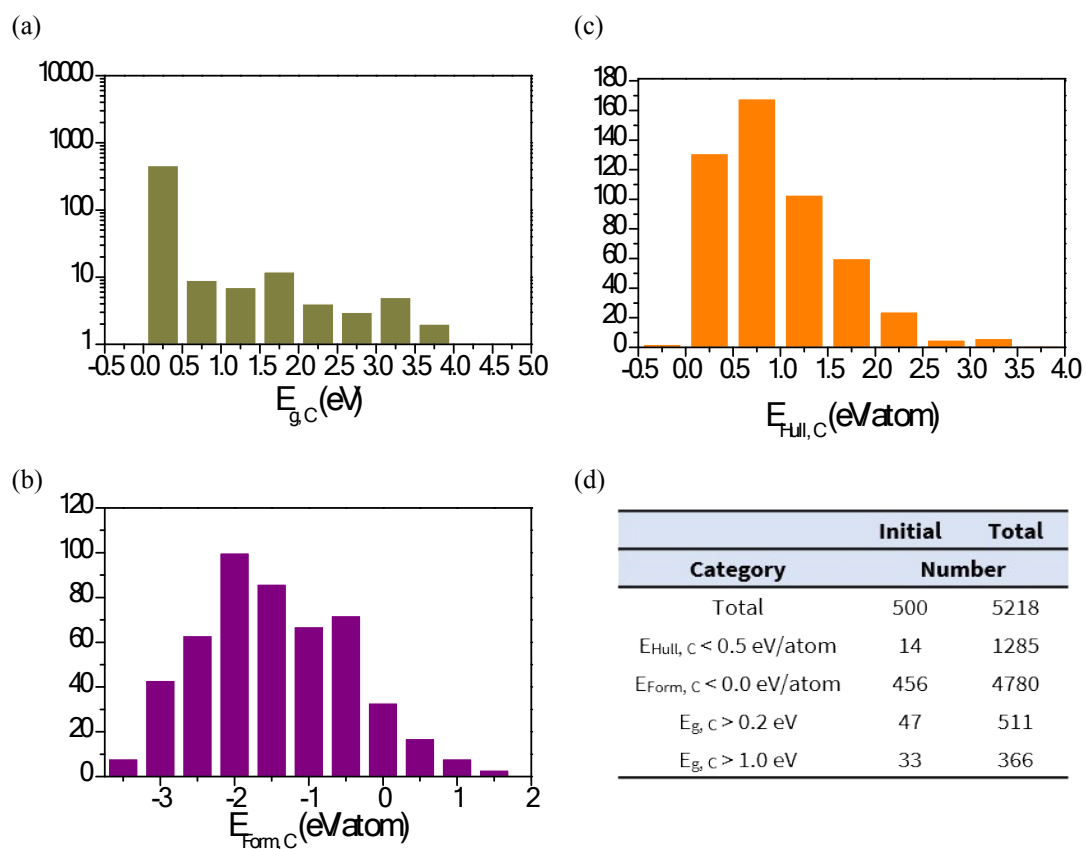 (a)
10000
1000
100
10
1
-0.5 0.0 0.5 1.0 1.5 2.0 2.5 3.0 3.5 4.0 4.5 5.0
Eg, C (eV)
(c)
180
160
140
120
100
80
60
40
20
0
-0.5 0.0 0.5 1.0 1.5 2.0 2.5 3.0 3.5 4.0
EHull, C (eV/atom)
(b)
120
100
80
60
40
20
0
-3 -2 -1 0 1 2
EForm, C (eV/atom)
(d)
Initial Total
Category Number
Total 500 5218
EHull, C < 0.5 eV/atom 14 1285
EForm, C < 0.0 eV/atom 456 4780
Eg, C > 0.2 eV 47 511
Eg, C > 1.0 eV 33 366